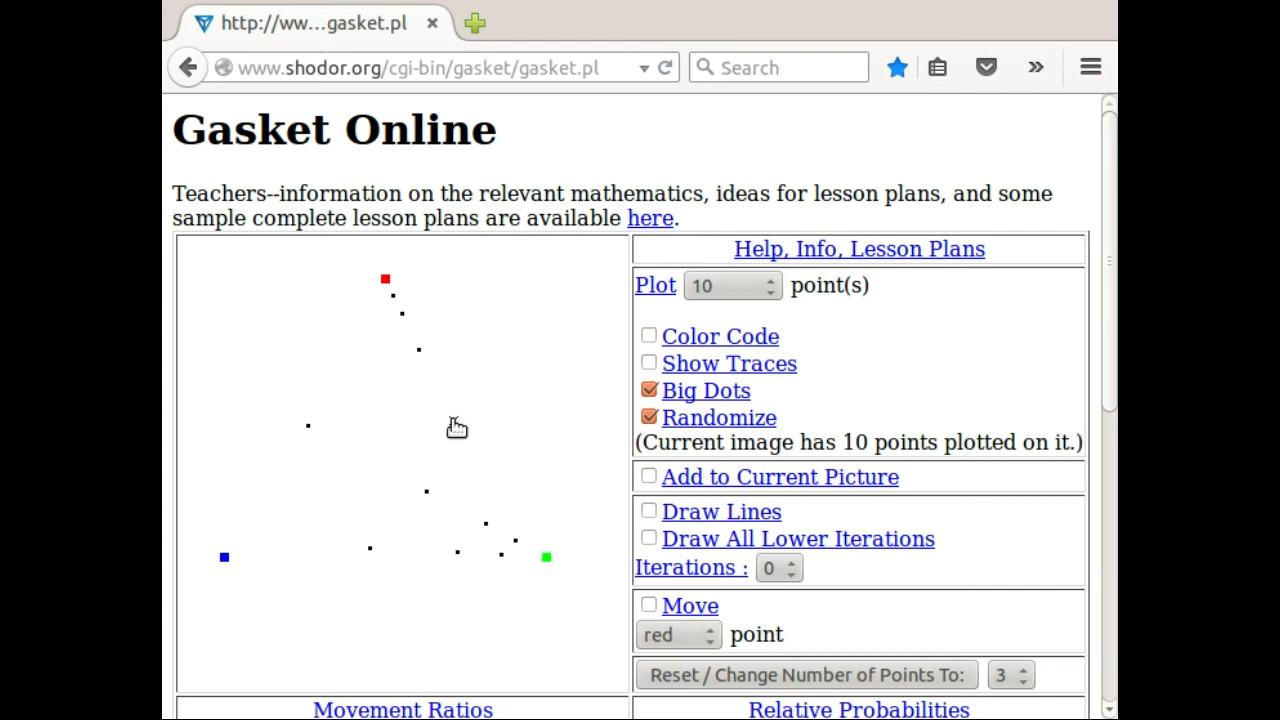 http://ww...gasket.pl
www.shodor.org/cgi-bin/gasket/gasket.pl
Search
Gasket Online
Teachers--information on the relevant mathematics, ideas for lesson plans, and some
sample complete lesson plans are available here.
Help, Info, Lesson Plans
Plot 10 point(s)
Color Code
Show Traces
Big Dots
Randomize
(Current image has 10 points plotted on it.)
Add to Current Picture
Draw Lines
Draw All Lower Iterations
Iterations : 0
Move
red point
Reset / Change Number of Points To: 3
Movement Ratios
Relative Probabilities